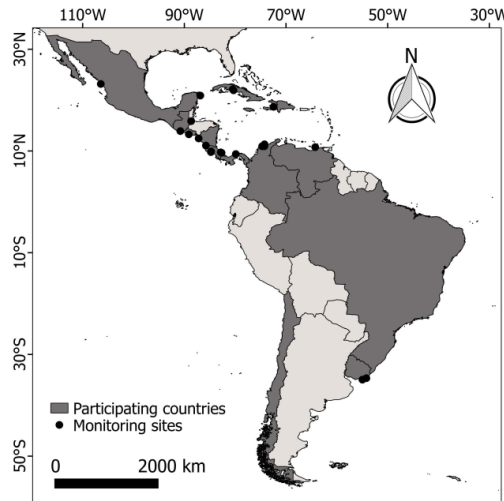 110°W 90°W 70°W 50°W 30°W
N
30°N
10°N
10°S
30°S
50°S
Participating countries
Monitoring sites
0 2000 km